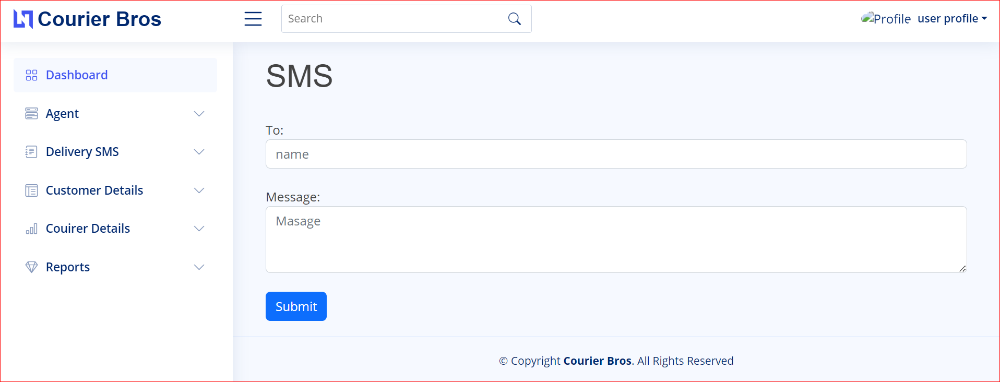 Courier Bros
Search
Profile
user profile
Dashboard
Agent
Delivery SMS
Customer Details
Couirer Details
Reports
SMS
To:
name
Message:
Masage
Submit
© Copyright Courier Bros. All Rights Reserved